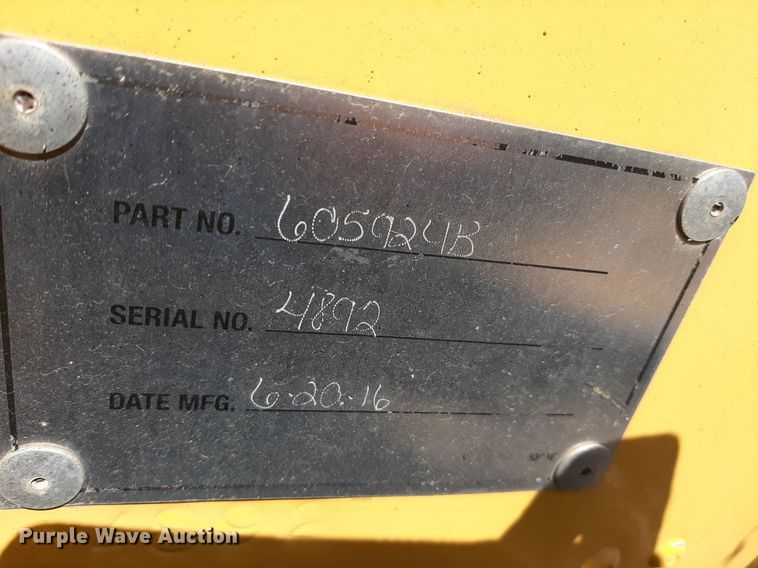 PART NO. 605924B
SERIAL NO. 4892
DATE MFG. 6-20-16
Purple Wave Auction